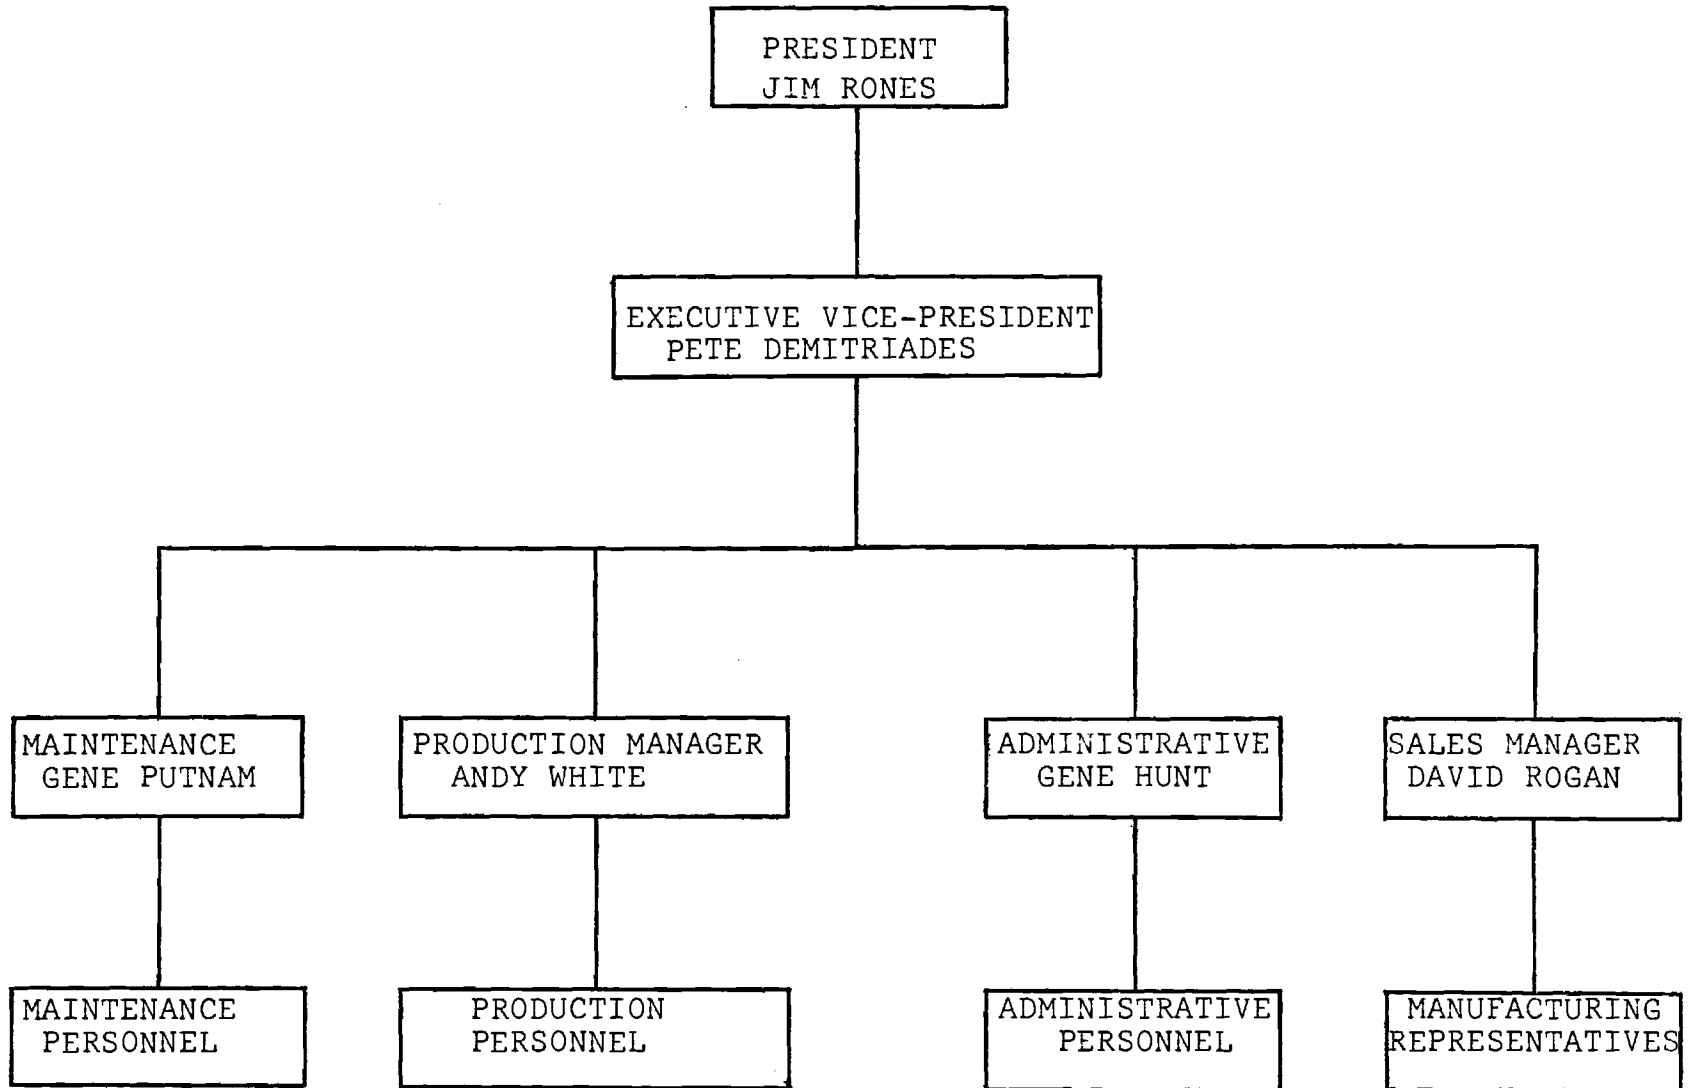 PRESIDENT
JIM RONES
EXECUTIVE VICE-PRESIDENT
PETE DEMITRIADES
MAINTENANCE
GENE PUTNAM
PRODUCTION MANAGER
ANDY WHITE
ADMINISTRATIVE
GENE HUNT
SALES MANAGER
DAVID ROGAN
MAINTENANCE
PERSONNEL
PRODUCTION
PERSONNEL
ADMINISTRATIVE
PERSONNEL
MANUFACTURING
REPRESENTATIVES